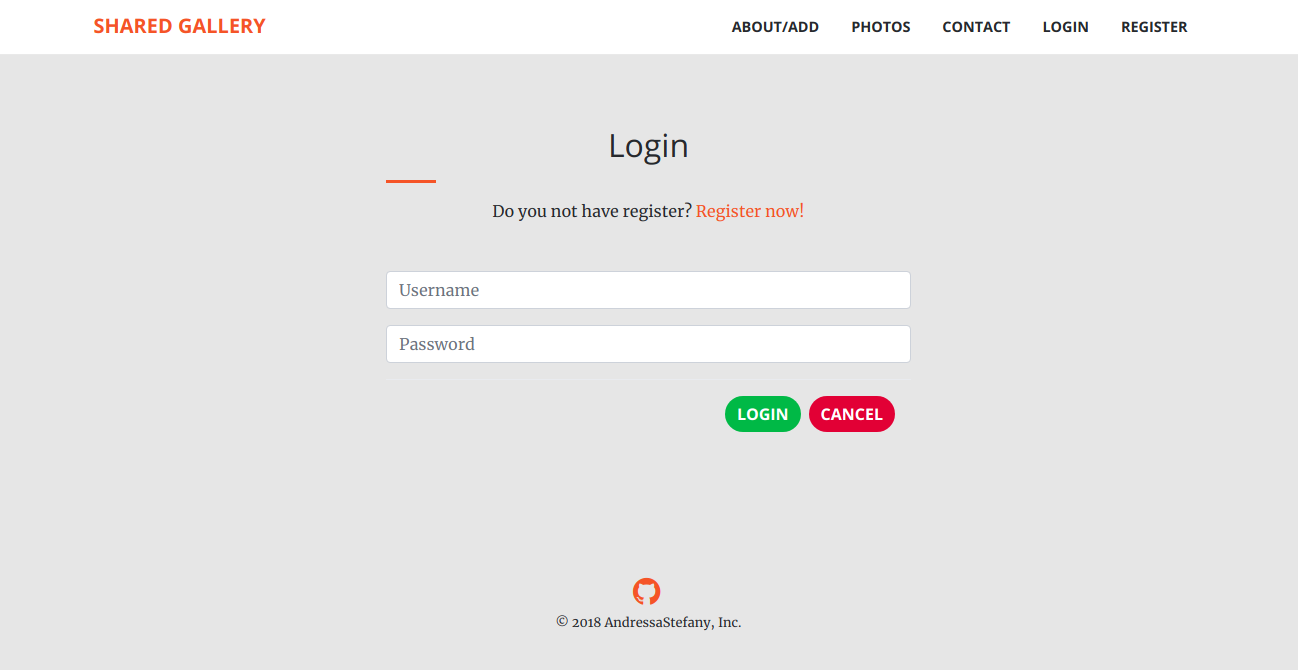 SHARED GALLERY
ABOUT/ADD PHOTOS CONTACT LOGIN REGISTER
Login
Do you not have register? Register now!
Username
Password
LOGIN CANCEL
© 2018 AndressaStefany, Inc.